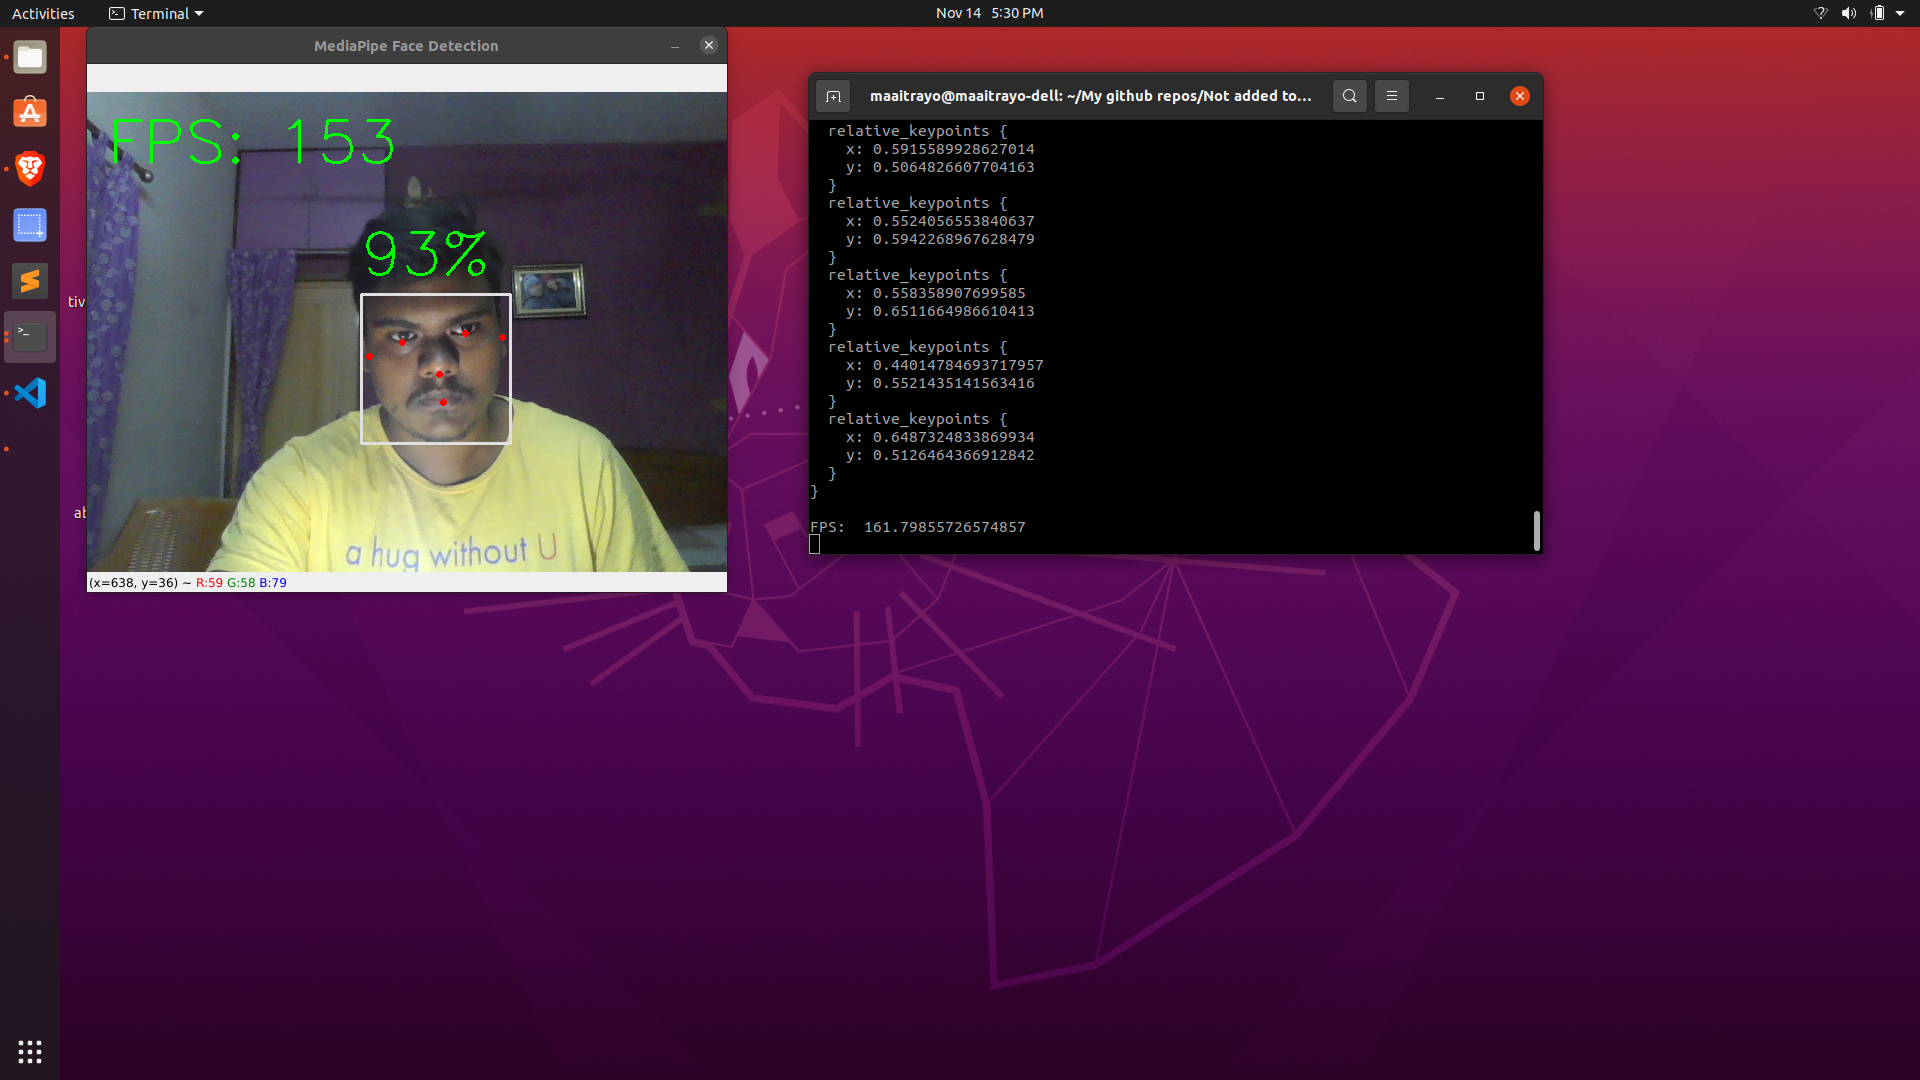 Activities
Terminal
Nov 14 5:30 PM
MediaPipe Face Detection
FPS: 153
93%
a hug without U
(x=638, y=36) ~ R:59 G:58 B:79
tiv
ab
maaitrayo@maaitrayo-dell: ~/My github repos/Not added to...
relative_keypoints {
x: 0.5915589928627014
y: 0.5064826607704163
}
relative_keypoints {
x: 0.5524056553840637
y: 0.5942268967628479
}
relative_keypoints {
x: 0.558358907699585
y: 0.6511664986610413
}
relative_keypoints {
x: 0.44014784693717957
y: 0.5521435141563416
}
relative_keypoints {
x: 0.6487324833869934
y: 0.5126464366912842
}
}
FPS:  161.79855726574857